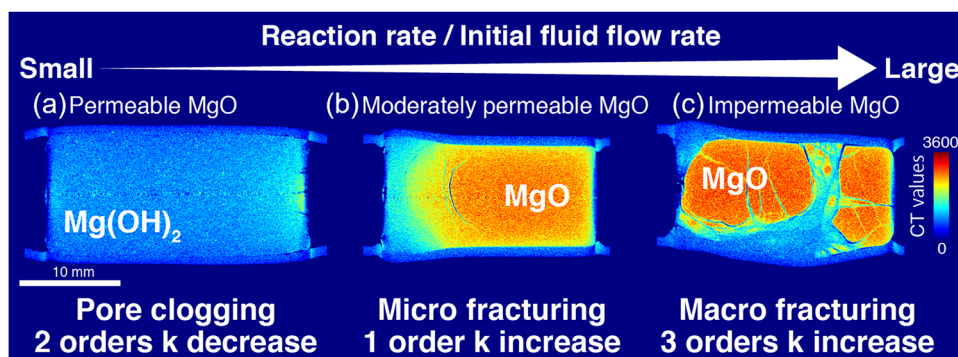 Reaction rate / Initial fluid flow rate
Small
Large
(a) Permeable MgO
(b) Moderately permeable MgO
(c) Impermeable MgO
3600
CT values
0
Mg(OH)₂
MgO
MgO
10 mm
Pore clogging
2 orders k decrease
Micro fracturing
1 order k increase
Macro fracturing
3 orders k increase